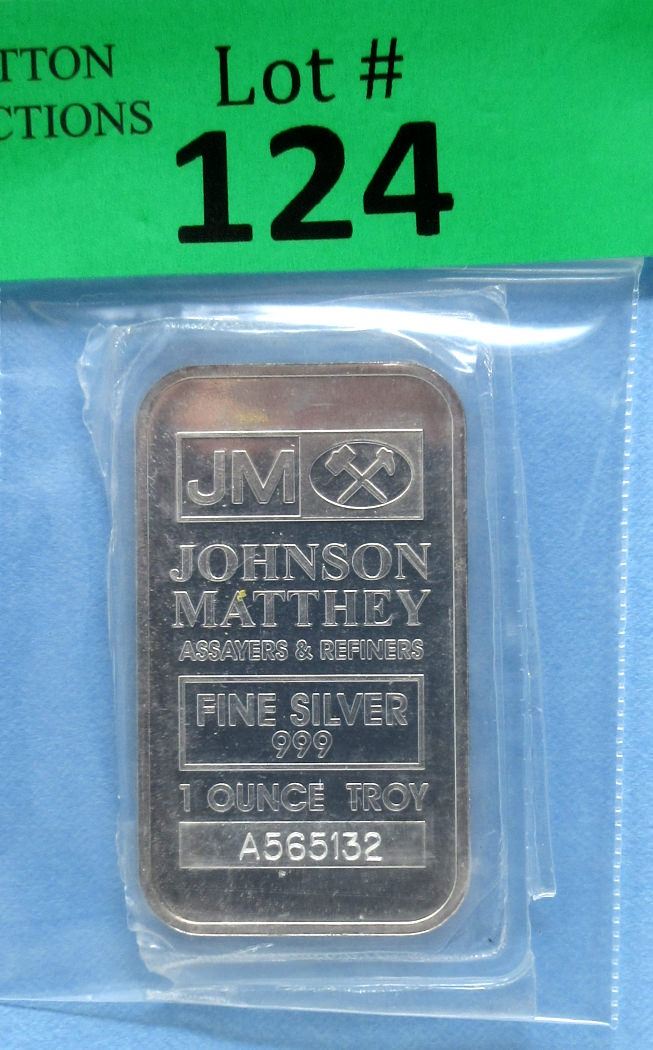 TTON
CTIONS
Lot #
124
JM
JOHNSON
MATTHEY
ASSAYERS & REFINERS
FINE SILVER
999
1 OUNCE TROY
A565132